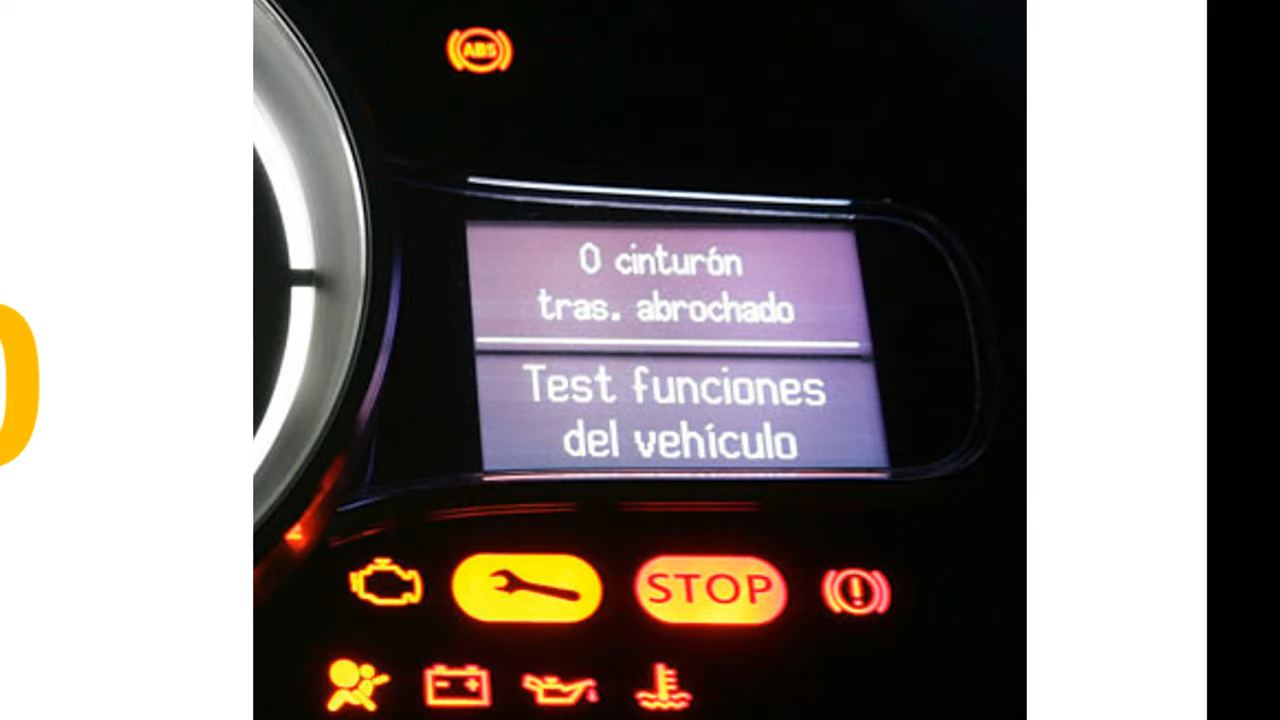 ABS
0 cinturón
tras. abrochado
Test funciones
del vehículo
STOP